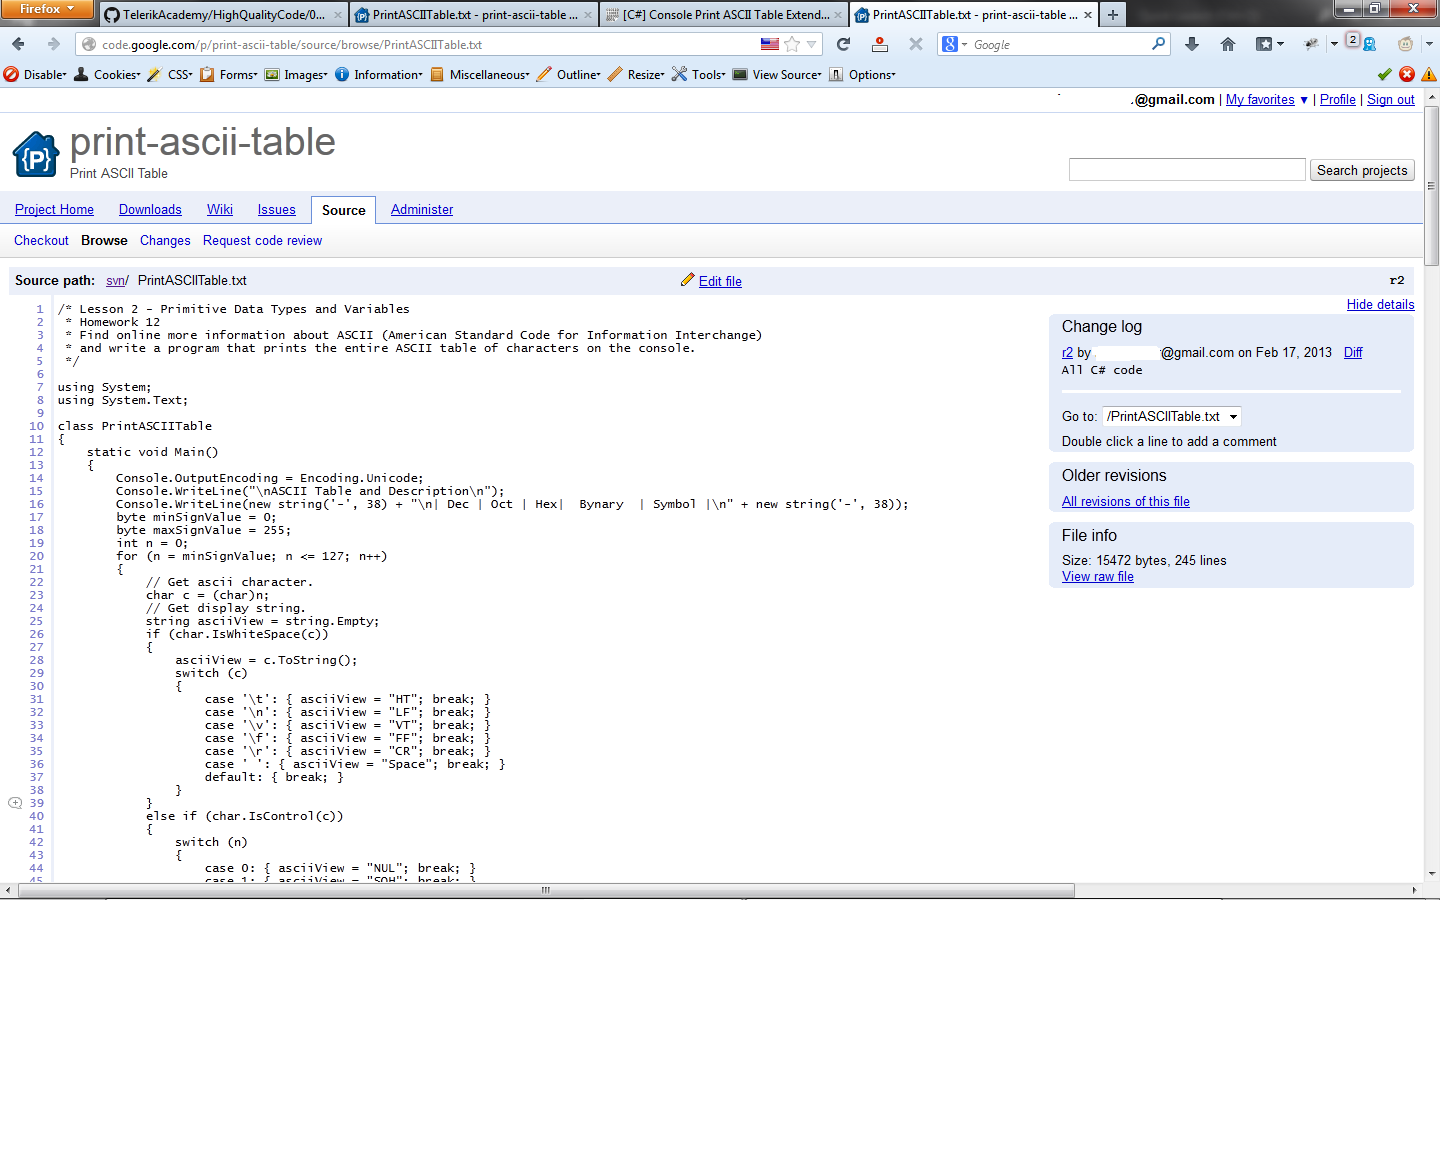 Firefox
TelerikAcademy/HighQualityCode/0...
PrintASCIITable.txt - print-ascii-table ...
[C#] Console Print ASCII Table Extend...
PrintASCIITable.txt - print-ascii-table ...
code.google.com/p/print-ascii-table/source/browse/PrintASCIITable.txt
Google
2
Disable Cookies CSS Forms Images Information Miscellaneous Outline Resize Tools View Source Options
@gmail.com | My favorites ▼ | Profile | Sign out
print-ascii-table
Print ASCII Table
Search projects
Project Home Downloads Wiki Issues Source Administer
Checkout Browse Changes Request code review
Source path: svn/ PrintASCIITable.txt
Edit file
r2
Hide details
1 /* Lesson 2 - Primitive Data Types and Variables
2 * Homework 12
3 * Find online more information about ASCII (American Standard Code for Information Interchange)
4 * and write a program that prints the entire ASCII table of characters on the console.
5 */
6
7 using System;
8 using System.Text;
9
10 class PrintASCIITable
11 {
12 static void Main()
13 {
14 Console.OutputEncoding = Encoding.Unicode;
15 Console.WriteLine("\nASCII Table and Description\n");
16 Console.WriteLine(new string('-', 38) + "\n| Dec | Oct | Hex|  Bynary  | Symbol |\n" + new string('-', 38));
17 byte minSignValue = 0;
18 byte maxSignValue = 255;
19 int n = 0;
20 for (n = minSignValue; n <= 127; n++)
21 {
22 // Get ascii character.
23 char c = (char)n;
24 // Get display string.
25 string asciiView = string.Empty;
26 if (char.IsWhiteSpace(c))
27 {
28 asciiView = c.ToString();
29 switch (c)
30 {
31 case '\t': { asciiView = "HT"; break; }
32 case '\n': { asciiView = "LF"; break; }
33 case '\v': { asciiView = "VT"; break; }
34 case '\f': { asciiView = "FF"; break; }
35 case '\r': { asciiView = "CR"; break; }
36 case ' ': { asciiView = "Space"; break; }
37 default: { break; }
38 }
39 }
40 else if (char.IsControl(c))
41 {
42 switch (n)
43 {
44 case 0: { asciiView = "NUL"; break; }
45 case 1: { asciiView = "SOH"; break; }
Change log
r2 by @gmail.com on Feb 17, 2013 Diff
All C# code
Go to: /PrintASCIITable.txt
Double click a line to add a comment
Older revisions
All revisions of this file
File info
Size: 15472 bytes, 245 lines
View raw file